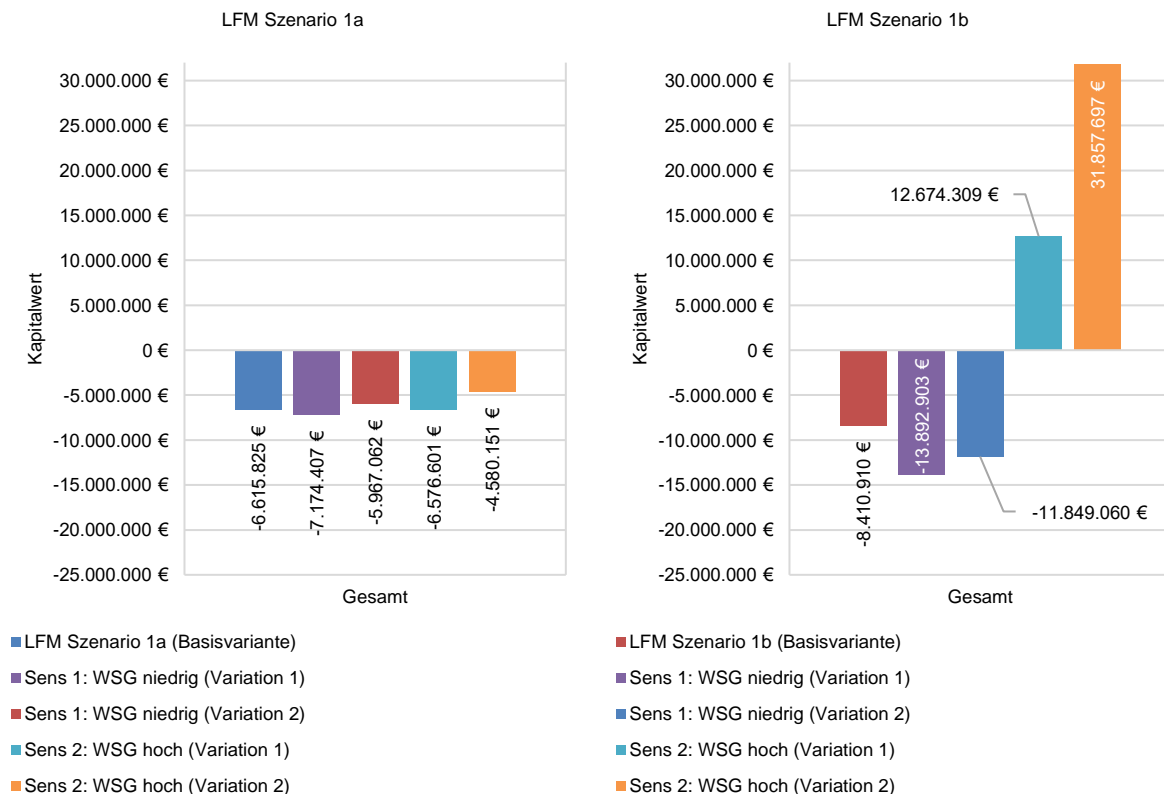 LFM Szenario 1a
30.000.000 €
25.000.000 €
20.000.000 €
15.000.000 €
10.000.000 €
5.000.000 €
0 €
-5.000.000 €
-10.000.000 €
-15.000.000 €
-20.000.000 €
-25.000.000 €
Kapitalwert
-6.615.825 €
-7.174.407 €
-5.967.062 €
-6.576.601 €
-4.580.151 €
Gesamt
LFM Szenario 1a (Basisvariante)
Sens 1: WSG niedrig (Variation 1)
Sens 1: WSG niedrig (Variation 2)
Sens 2: WSG hoch (Variation 1)
Sens 2: WSG hoch (Variation 2)
LFM Szenario 1b
30.000.000 €
25.000.000 €
20.000.000 €
15.000.000 €
10.000.000 €
5.000.000 €
0 €
-5.000.000 €
-10.000.000 €
-15.000.000 €
-20.000.000 €
-25.000.000 €
Kapitalwert
-8.410.910 €
-13.892.903 €
-11.849.060 €
12.674.309 €
31.857.697 €
Gesamt
LFM Szenario 1b (Basisvariante)
Sens 1: WSG niedrig (Variation 1)
Sens 1: WSG niedrig (Variation 2)
Sens 2: WSG hoch (Variation 1)
Sens 2: WSG hoch (Variation 2)